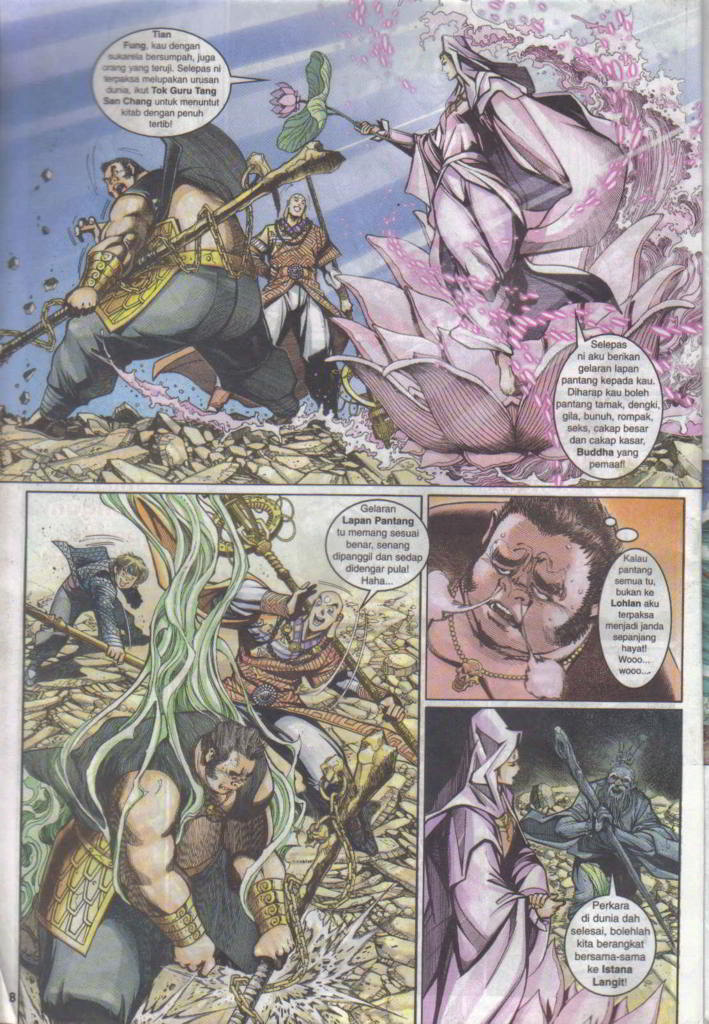 Tian
Fung, kau dengan
sukarela bersumpah, juga
orang yang teruji. Selepas ni
terpaksa melupakan urusan
dunia, ikut Tok Guru Tang
San Chang untuk menuntut
kitab dengan penuh
tertib!
Selepas
ni aku berikan
gelaran lapan
pantang kepada kau.
Diharap kau boleh
pantang tamak, dengki,
gila, bunuh, rompak,
seks, cakap besar
dan cakap kasar,
Buddha yang
pemaaf!
Gelaran
Lapan Pantang
tu memang sesuai
benar, senang
dipanggil dan sedap
didengar pula!
Haha...
Kalau
pantang
semua tu,
bukan ke
Lohlan aku
terpaksa
menjadi janda
sepanjang
hayat!
Wooo...
wooo....
Perkara
di dunia dah
selesai, bolehlah
kita berangkat
bersama-sama
ke Istana
Langit!
8